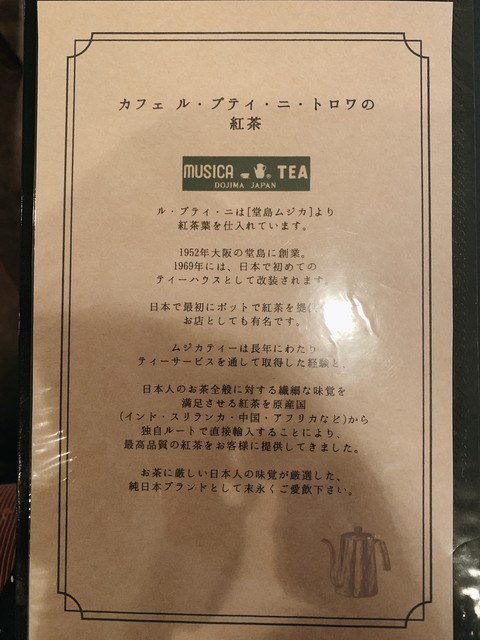 カフェ ル・プティ・ニ・トロワの
紅茶
MUSICA TEA
DOJIMA JAPAN
ル・プティ・ニは[堂島ムジカ]より
紅茶葉を仕入れています。
1952年大阪の堂島に創業。
1969年には、日本で初めての
ティーハウスとして改装されます。
日本で最初にポットで紅茶を提
お店としても有名です。
ムジカティーは長年にわたり
ティーサービスを通して取得した経験と、
日本人のお茶全般に対する繊細な味覚を
満足させる紅茶を原産国
(インド・スリランカ・中国・アフリカなど)から
独自ルートで直接輸入することにより、
最高品質の紅茶をお客様に提供してきました。
お茶に厳しい日本人の味覚が厳選した、
純日本ブランドとして末永くご愛飲下さい。